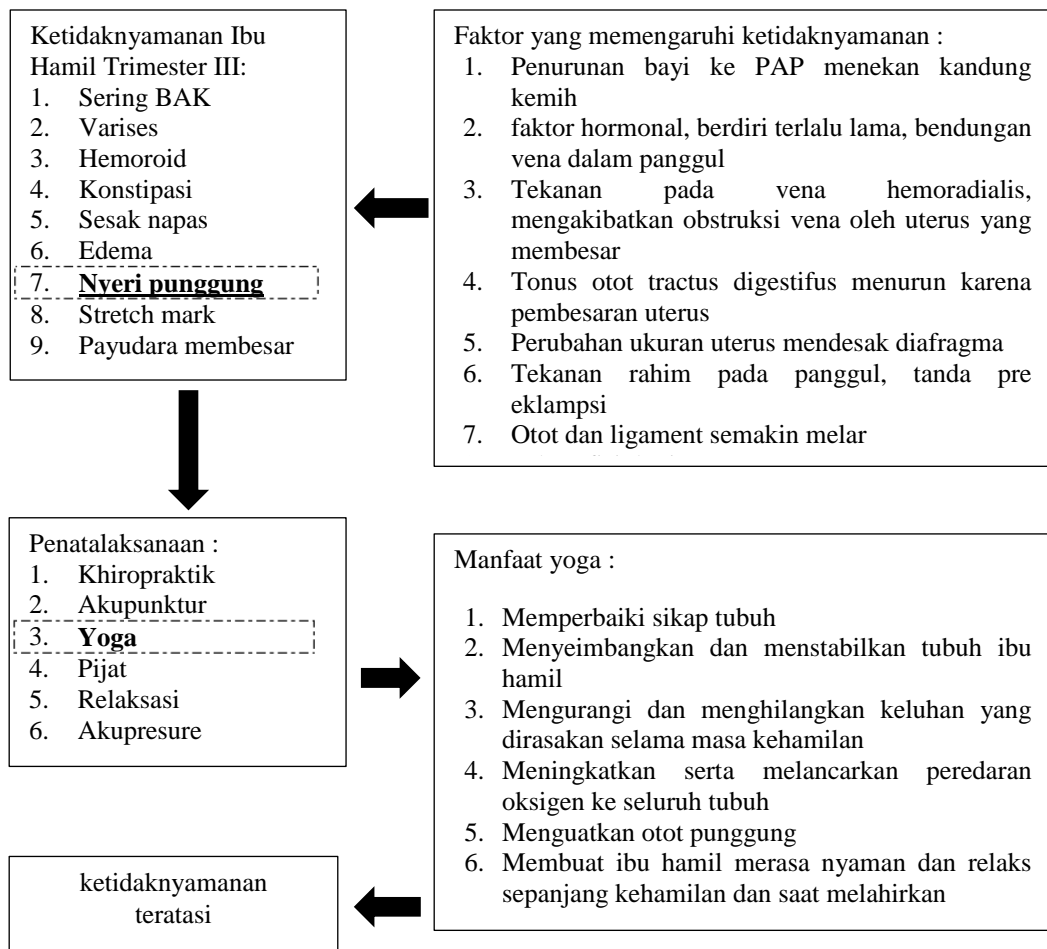 Ketidaknyamanan Ibu
Hamil Trimester III:
1. Sering BAK
2. Varises
3. Hemoroid
4. Konstipasi
5. Sesak napas
6. Edema
7. Nyeri punggung
8. Stretch mark
9. Payudara membesar
Faktor yang memengaruhi ketidaknyamanan :
1. Penurunan bayi ke PAP menekan kandung
kemih
2. faktor hormonal, berdiri terlalu lama, bendungan
vena dalam panggul
3. Tekanan pada vena hemoradialis,
mengakibatkan obstruksi vena oleh uterus yang
membesar
4. Tonus otot tractus digestifus menurun karena
pembesaran uterus
5. Perubahan ukuran uterus mendesak diafragma
6. Tekanan rahim pada panggul, tanda pre
eklampsi
7. Otot dan ligament semakin melar
Penatalaksanaan :
1. Khiropraktik
2. Akupunktur
3. Yoga
4. Pijat
5. Relaksasi
6. Akupresure
Manfaat yoga :
1. Memperbaiki sikap tubuh
2. Menyeimbangkan dan menstabilkan tubuh ibu
hamil
3. Mengurangi dan menghilangkan keluhan yang
dirasakan selama masa kehamilan
4. Meningkatkan serta melancarkan peredaran
oksigen ke seluruh tubuh
5. Menguatkan otot punggung
6. Membuat ibu hamil merasa nyaman dan relaks
sepanjang kehamilan dan saat melahirkan
ketidaknyamanan
teratasi